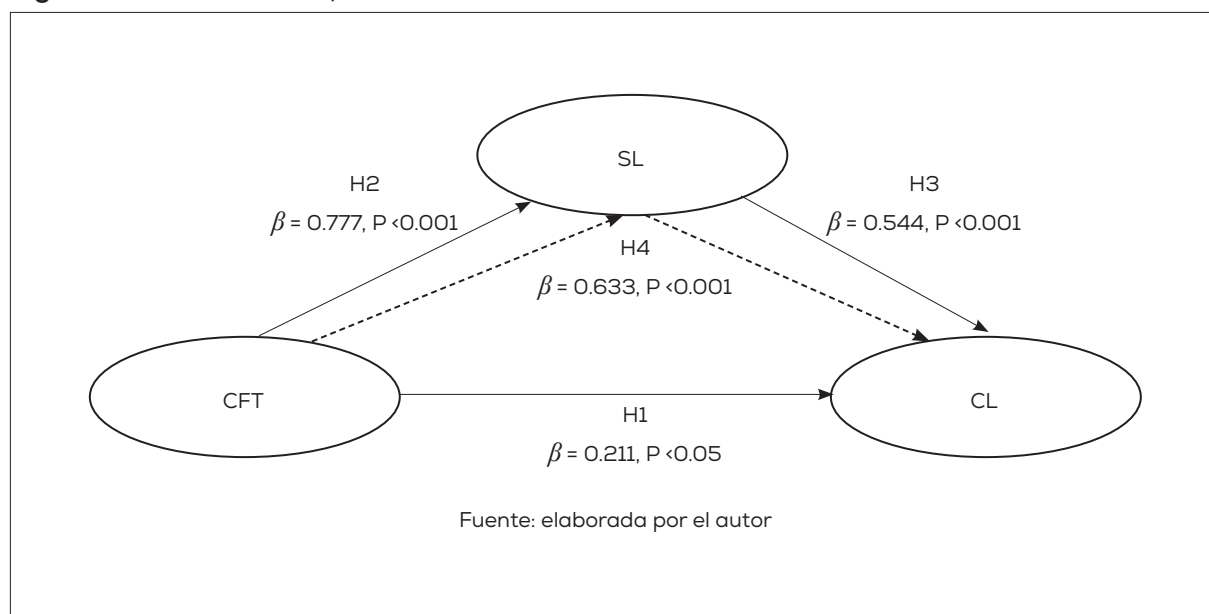 SL
H2
β = 0.777, P <0.001
H3
β = 0.544, P <0.001
H4
β = 0.633, P <0.001
CFT
CL
H1
β = 0.211, P <0.05
Fuente: elaborada por el autor